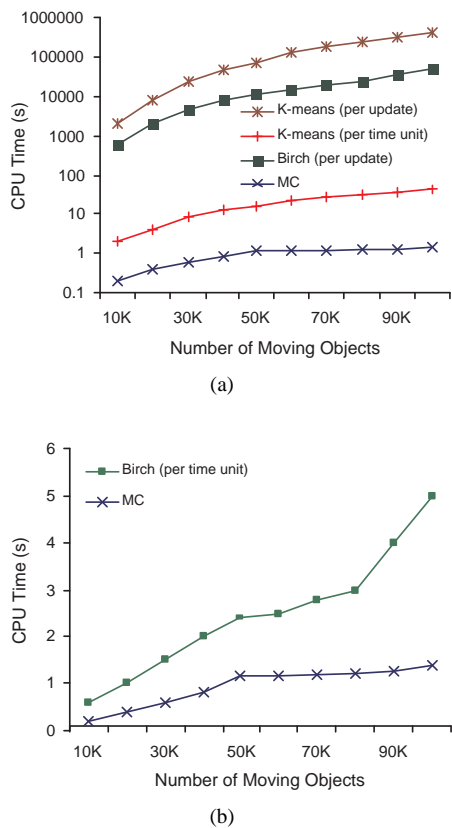 1000000
100000
10000
1000
100
10
1
0.1
CPU Time (s)
K-means (per update)
K-means (per time unit)
Birch (per update)
MC
10K 30K 50K 70K 90K
Number of Moving Objects
(a)
6
5
4
3
2
1
0
CPU Time (s)
Birch (per time unit)
MC
10K 30K 50K 70K 90K
Number of Moving Objects
(b)